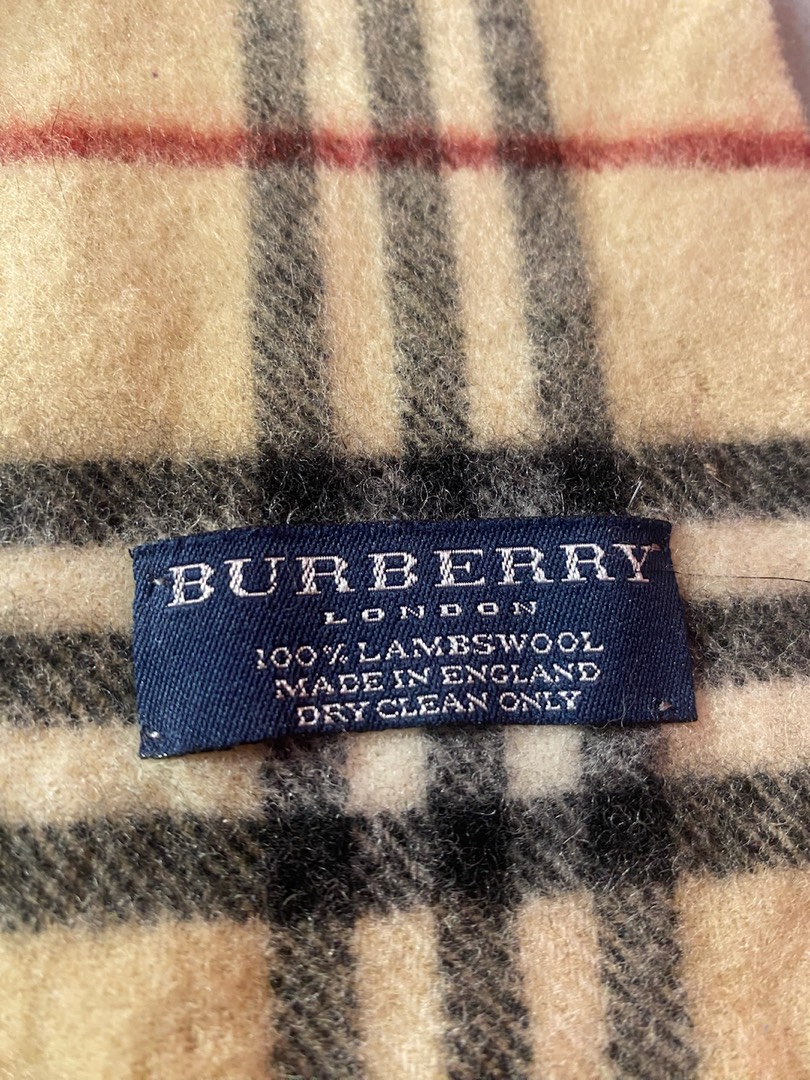 BURBERRY
LONDON
100% LAMBSWOOL
MADE IN ENGLAND
DRY CLEAN ONLY